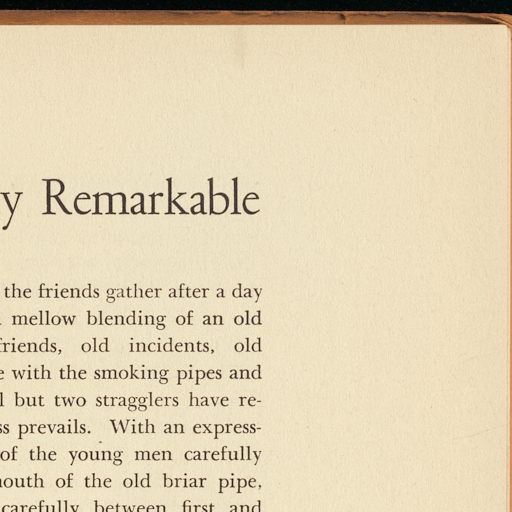 y Remarkable
the friends gather after a day
mellow blending of an old
friends, old incidents, old
with the smoking pipes and
but two stragglers have re-
prevails. With an express-
of the young men carefully
mouth of the old briar pipe,
carefully between first and